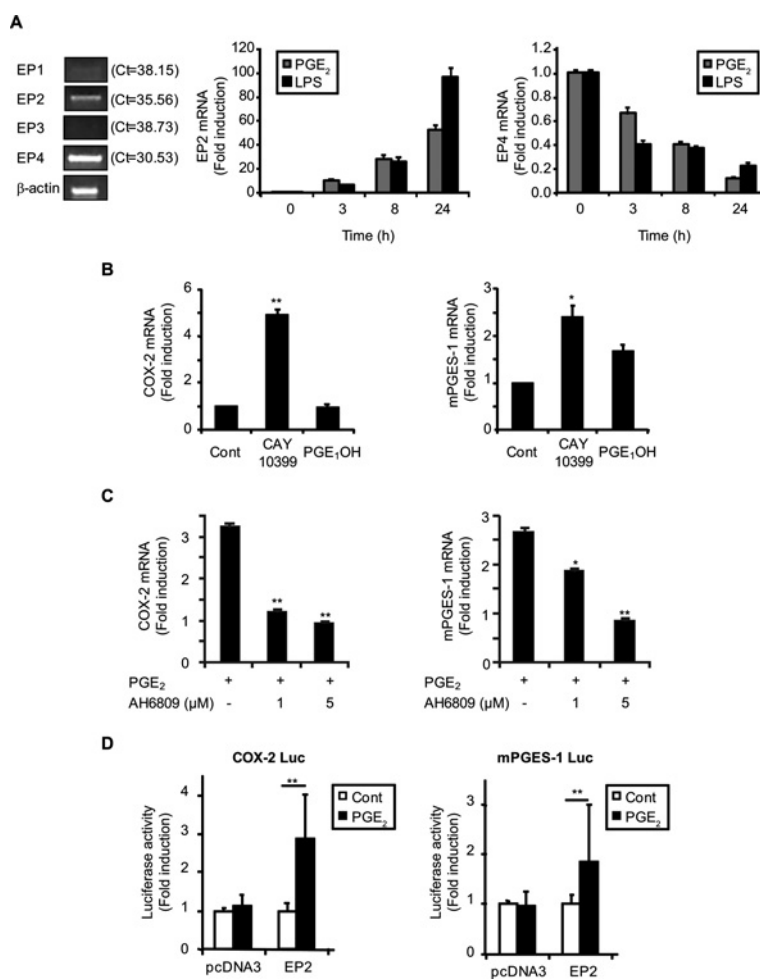 A
EP1 (Ct=38.15)
EP2 (Ct=35.56)
EP3 (Ct=38.73)
EP4 (Ct=30.53)
β-actin
EP2 mRNA
(Fold induction)
120
100
80
60
40
20
0
PGE₂
LPS
0 3 8 24
Time (h)
EP4 mRNA
(Fold induction)
1.2
1.0
0.8
0.6
0.4
0.2
0.0
PGE₂
LPS
0 3 8 24
Time (h)
B
COX-2 mRNA
(Fold induction)
6
4
2
0
**
Cont CAY 10399 PGE₁OH
mPGES-1 mRNA
(Fold induction)
3
2
1
0
*
Cont CAY 10399 PGE₁OH
C
COX-2 mRNA
(Fold induction)
3
2
1
0
**
**
PGE₂ + + +
AH6809 (µM) - 1 5
mPGES-1 mRNA
(Fold induction)
3
2
1
0
*
**
PGE₂ + + +
AH6809 (µM) - 1 5
D
COX-2 Luc
Luciferase activity
(Fold induction)
4
3
2
1
0
**
Cont
PGE₂
pcDNA3 EP2
mPGES-1 Luc
Luciferase activity
(Fold induction)
3
2
1
0
**
Cont
PGE₂
pcDNA3 EP2